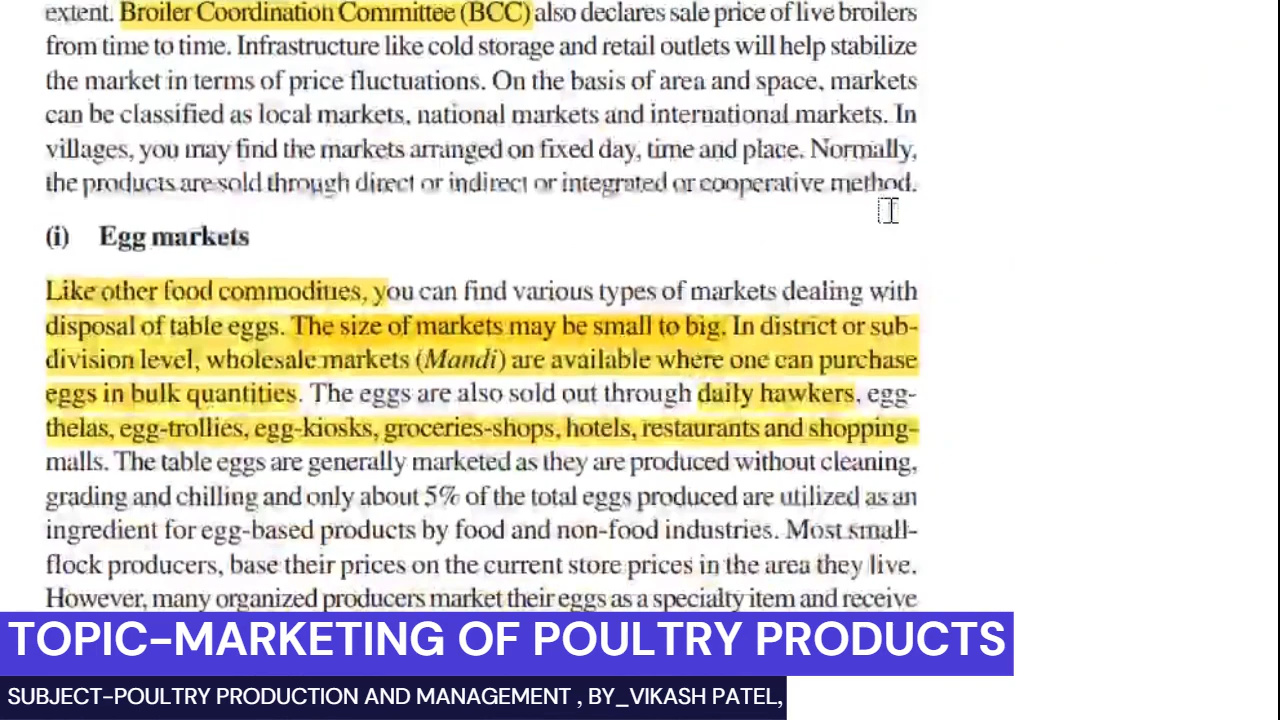 extent. Broiler Coordination Committee (BCC) also declares sale price of live broilers
from time to time. Infrastructure like cold storage and retail outlets will help stabilize
the market in terms of price fluctuations. On the basis of area and space, markets
can be classified as local markets, national markets and international markets. In
villages, you may find the markets arranged on fixed day, time and place. Normally,
the products are sold through direct or indirect or integrated or cooperative method.
(i) Egg markets
Like other food commodities, you can find various types of markets dealing with
disposal of table eggs. The size of markets may be small to big. In district or sub-
division level, wholesale markets (Mandi) are available where one can purchase
eggs in bulk quantities. The eggs are also sold out through daily hawkers, egg-
thelas, egg-trollies, egg-kiosks, groceries-shops, hotels, restaurants and shopping-
malls. The table eggs are generally marketed as they are produced without cleaning,
grading and chilling and only about 5% of the total eggs produced are utilized as an
ingredient for egg-based products by food and non-food industries. Most small-
flock producers, base their prices on the current store prices in the area they live.
However, many organized producers market their eggs as a specialty item and receive
TOPIC-MARKETING OF POULTRY PRODUCTS
SUBJECT-POULTRY PRODUCTION AND MANAGEMENT , BY_VIKASH PATEL,